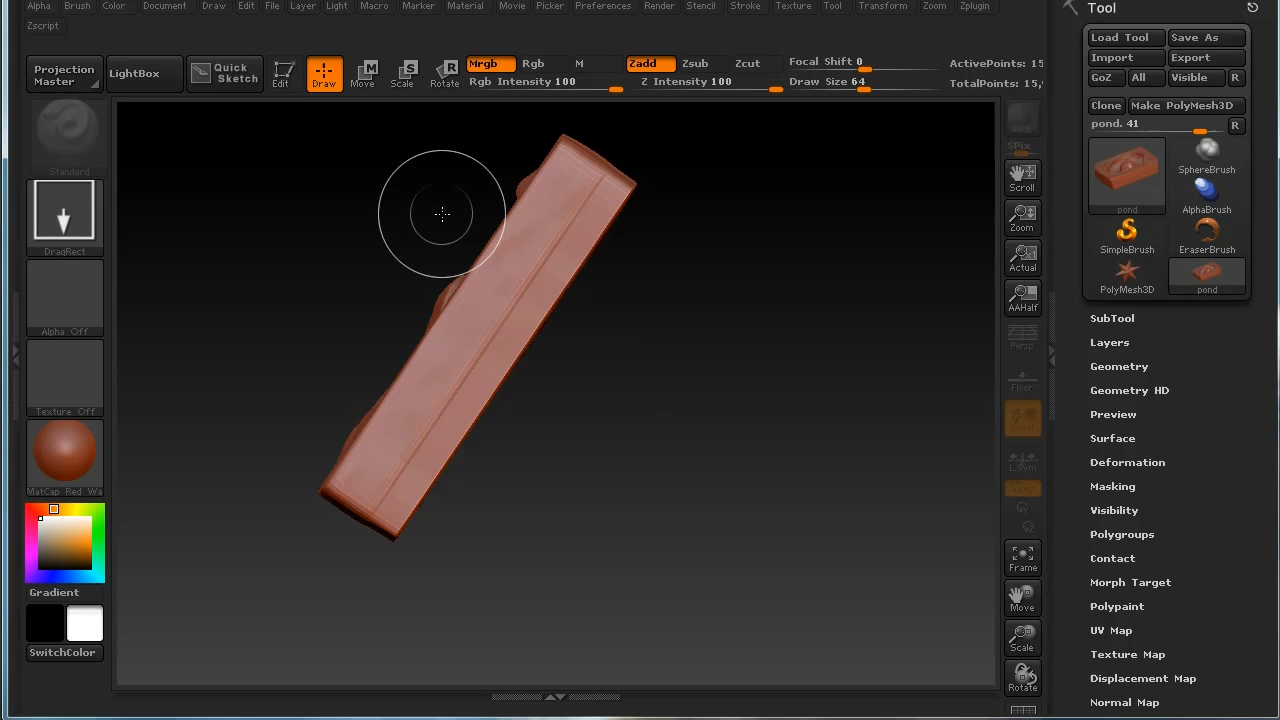 Alpha Brush Color Document Draw Edit File Layer Light Macro Marker Material Movie Picker Preferences Render Stencil Stroke Texture Tool Transform Zoom Zplugin
Zscript
Tool
Load Tool Save As
Import Export
GoZ All Visible R
Clone Make PolyMesh3D
pond. 41 R
pond
SphereBrush
AlphaBrush
SimpleBrush EraserBrush
PolyMesh3D pond
Projection
Master
LightBox
Quick
Sketch
Edit Draw Move Scale Rotate
M S R
Mrgb Rgb M
Rgb Intensity 100
Zadd Zsub Zcut
Z Intensity 100
Focal Shift 0
Draw Size 64
ActivePoints: 15
TotalPoints: 15,
Standard
DragRect
Alpha Off
Texture Off
MatCap Red Wa
Gradient
SwitchColor
BPR
SPix
Scroll
Zoom
Actual
AAHalf
Persp
Floor
Local
L.Sym
Frame
Move
Scale
Rotate
SubTool
Layers
Geometry
Geometry HD
Preview
Surface
Deformation
Masking
Visibility
Polygroups
Contact
Morph Target
Polypaint
UV Map
Texture Map
Displacement Map
Normal Map